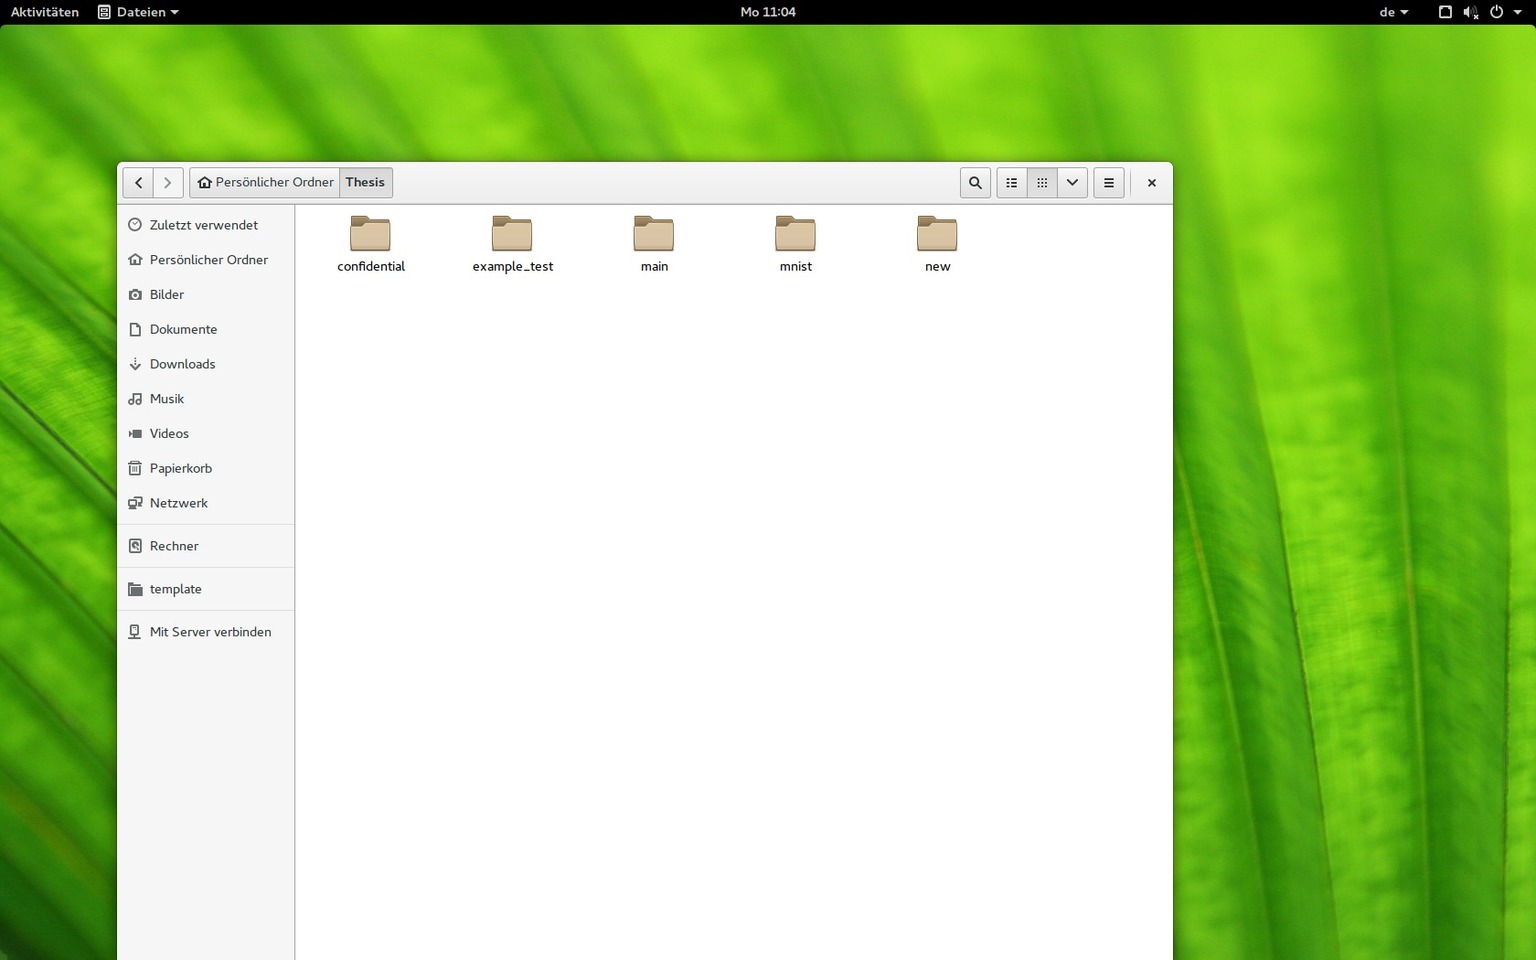 Aktivitäten Dateien Mo 11:04 de
Persönlicher Ordner Thesis
Zuletzt verwendet
Persönlicher Ordner
Bilder
Dokumente
Downloads
Musik
Videos
Papierkorb
Netzwerk
Rechner
template
Mit Server verbinden
confidential example_test main mnist new